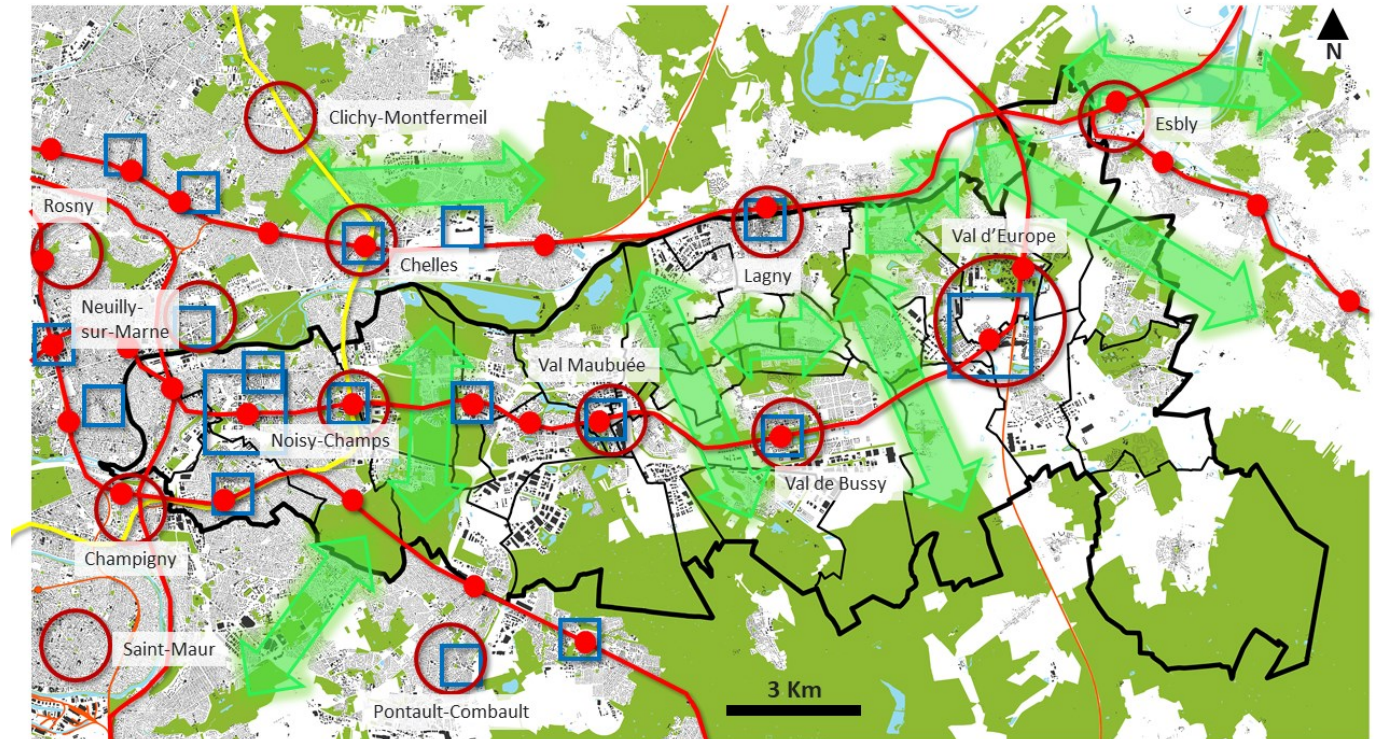 N
Clichy-Montfermeil
Esbly
Rosny
Val d'Europe
Chelles
Lagny
Neuilly-
sur-Marne
Val Maubuée
Noisy-Champs
Val de Bussy
Champigny
Saint-Maur
3 Km
Pontault-Combault